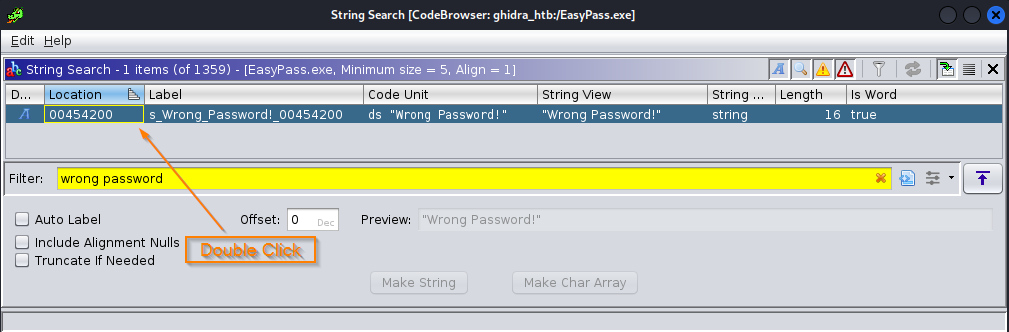 String Search [CodeBrowser: ghidra_htb:/EasyPass.exe]
Edit Help
String Search - 1 items (of 1359) - [EasyPass.exe, Minimum size = 5, Align = 1]
D... Location Label Code Unit String View String ... Length Is Word
00454200 s_Wrong_Password!_00454200 ds "Wrong Password!" "Wrong Password!" string 16 true
Filter: wrong password
Auto Label Offset: 0 Dec Preview: "Wrong Password!"
Include Alignment Nulls
Double Click
Truncate If Needed
Make String Make Char Array